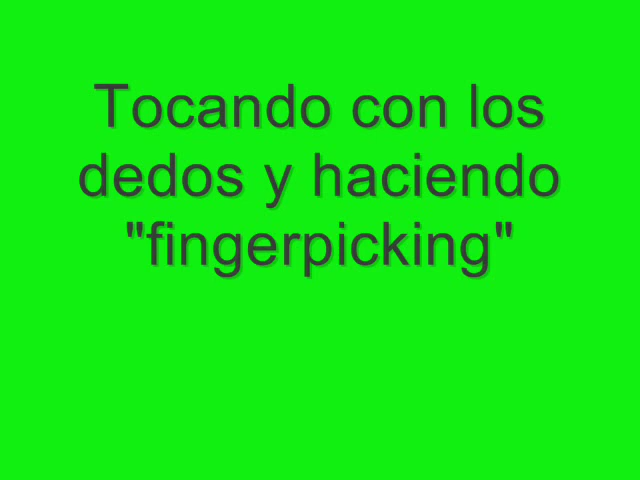 Tocando con los
dedos y haciendo
"fingerpicking"